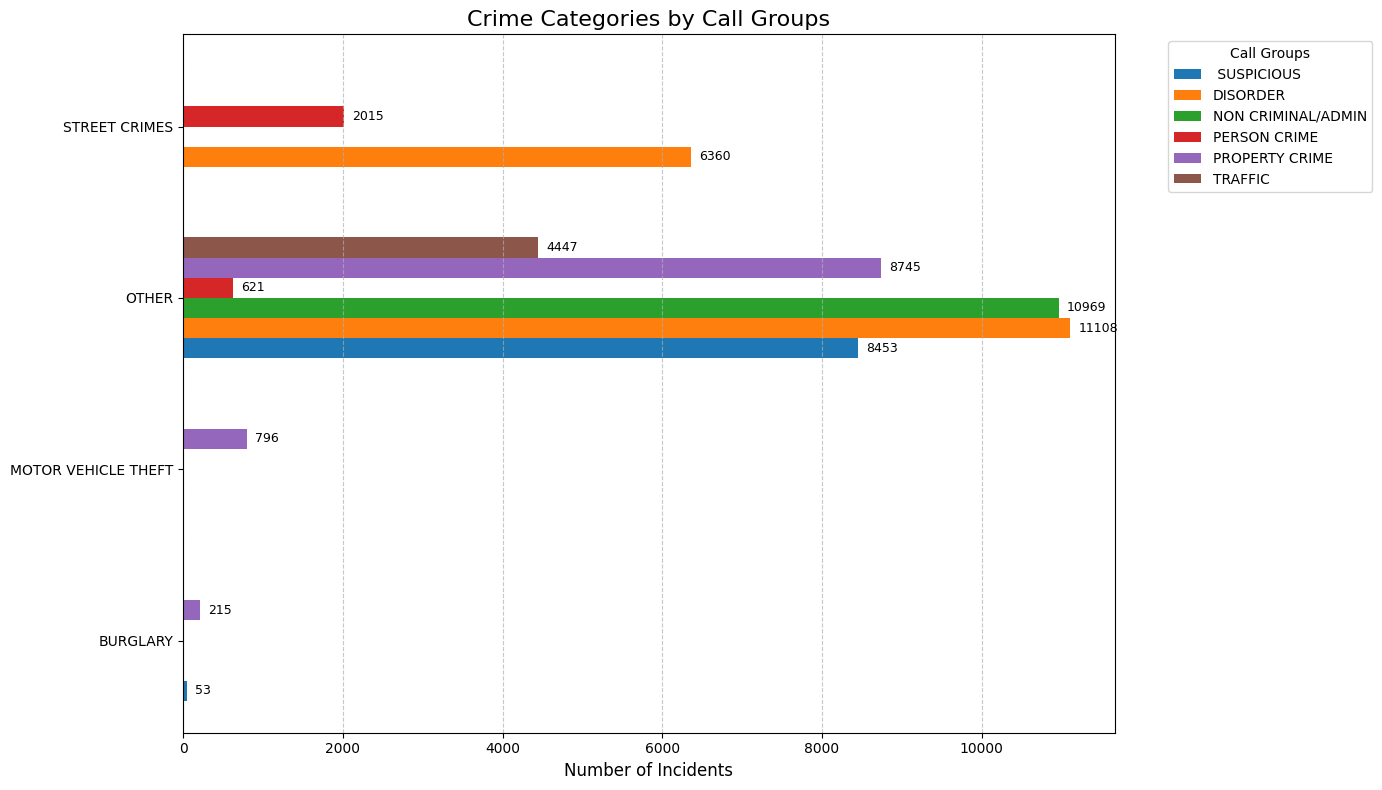 Crime Categories by Call Groups
Call Groups
SUSPICIOUS
DISORDER
NON CRIMINAL/ADMIN
PERSON CRIME
PROPERTY CRIME
TRAFFIC
STREET CRIMES
2015
6360
OTHER
4447
8745
621
10969
11108
8453
MOTOR VEHICLE THEFT
796
BURGLARY
215
53
0 2000 4000 6000 8000 10000
Number of Incidents